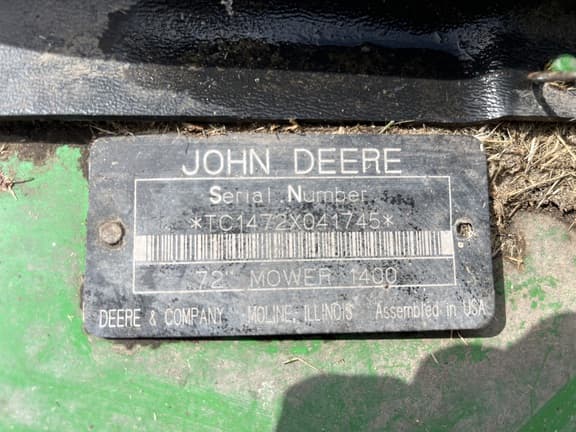 JOHN DEERE
Serial Number
*TC1472X041745*
72" MOWER 1400
DEERE & COMPANY MOLINE, ILLINOIS Assembled in USA